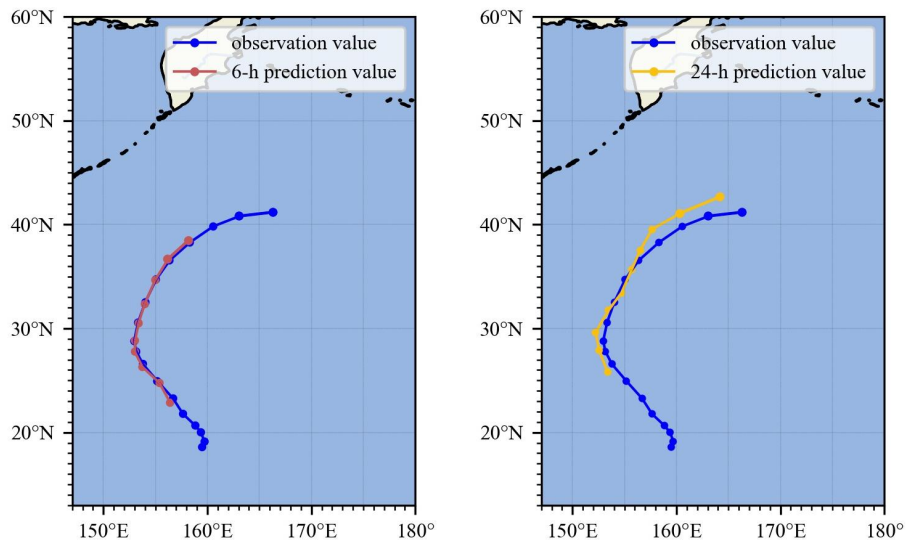 60°N
50°N
40°N
30°N
20°N
150°E 160°E 170°E 180°
observation value
6-h prediction value
60°N
50°N
40°N
30°N
20°N
150°E 160°E 170°E 180°
observation value
24-h prediction value